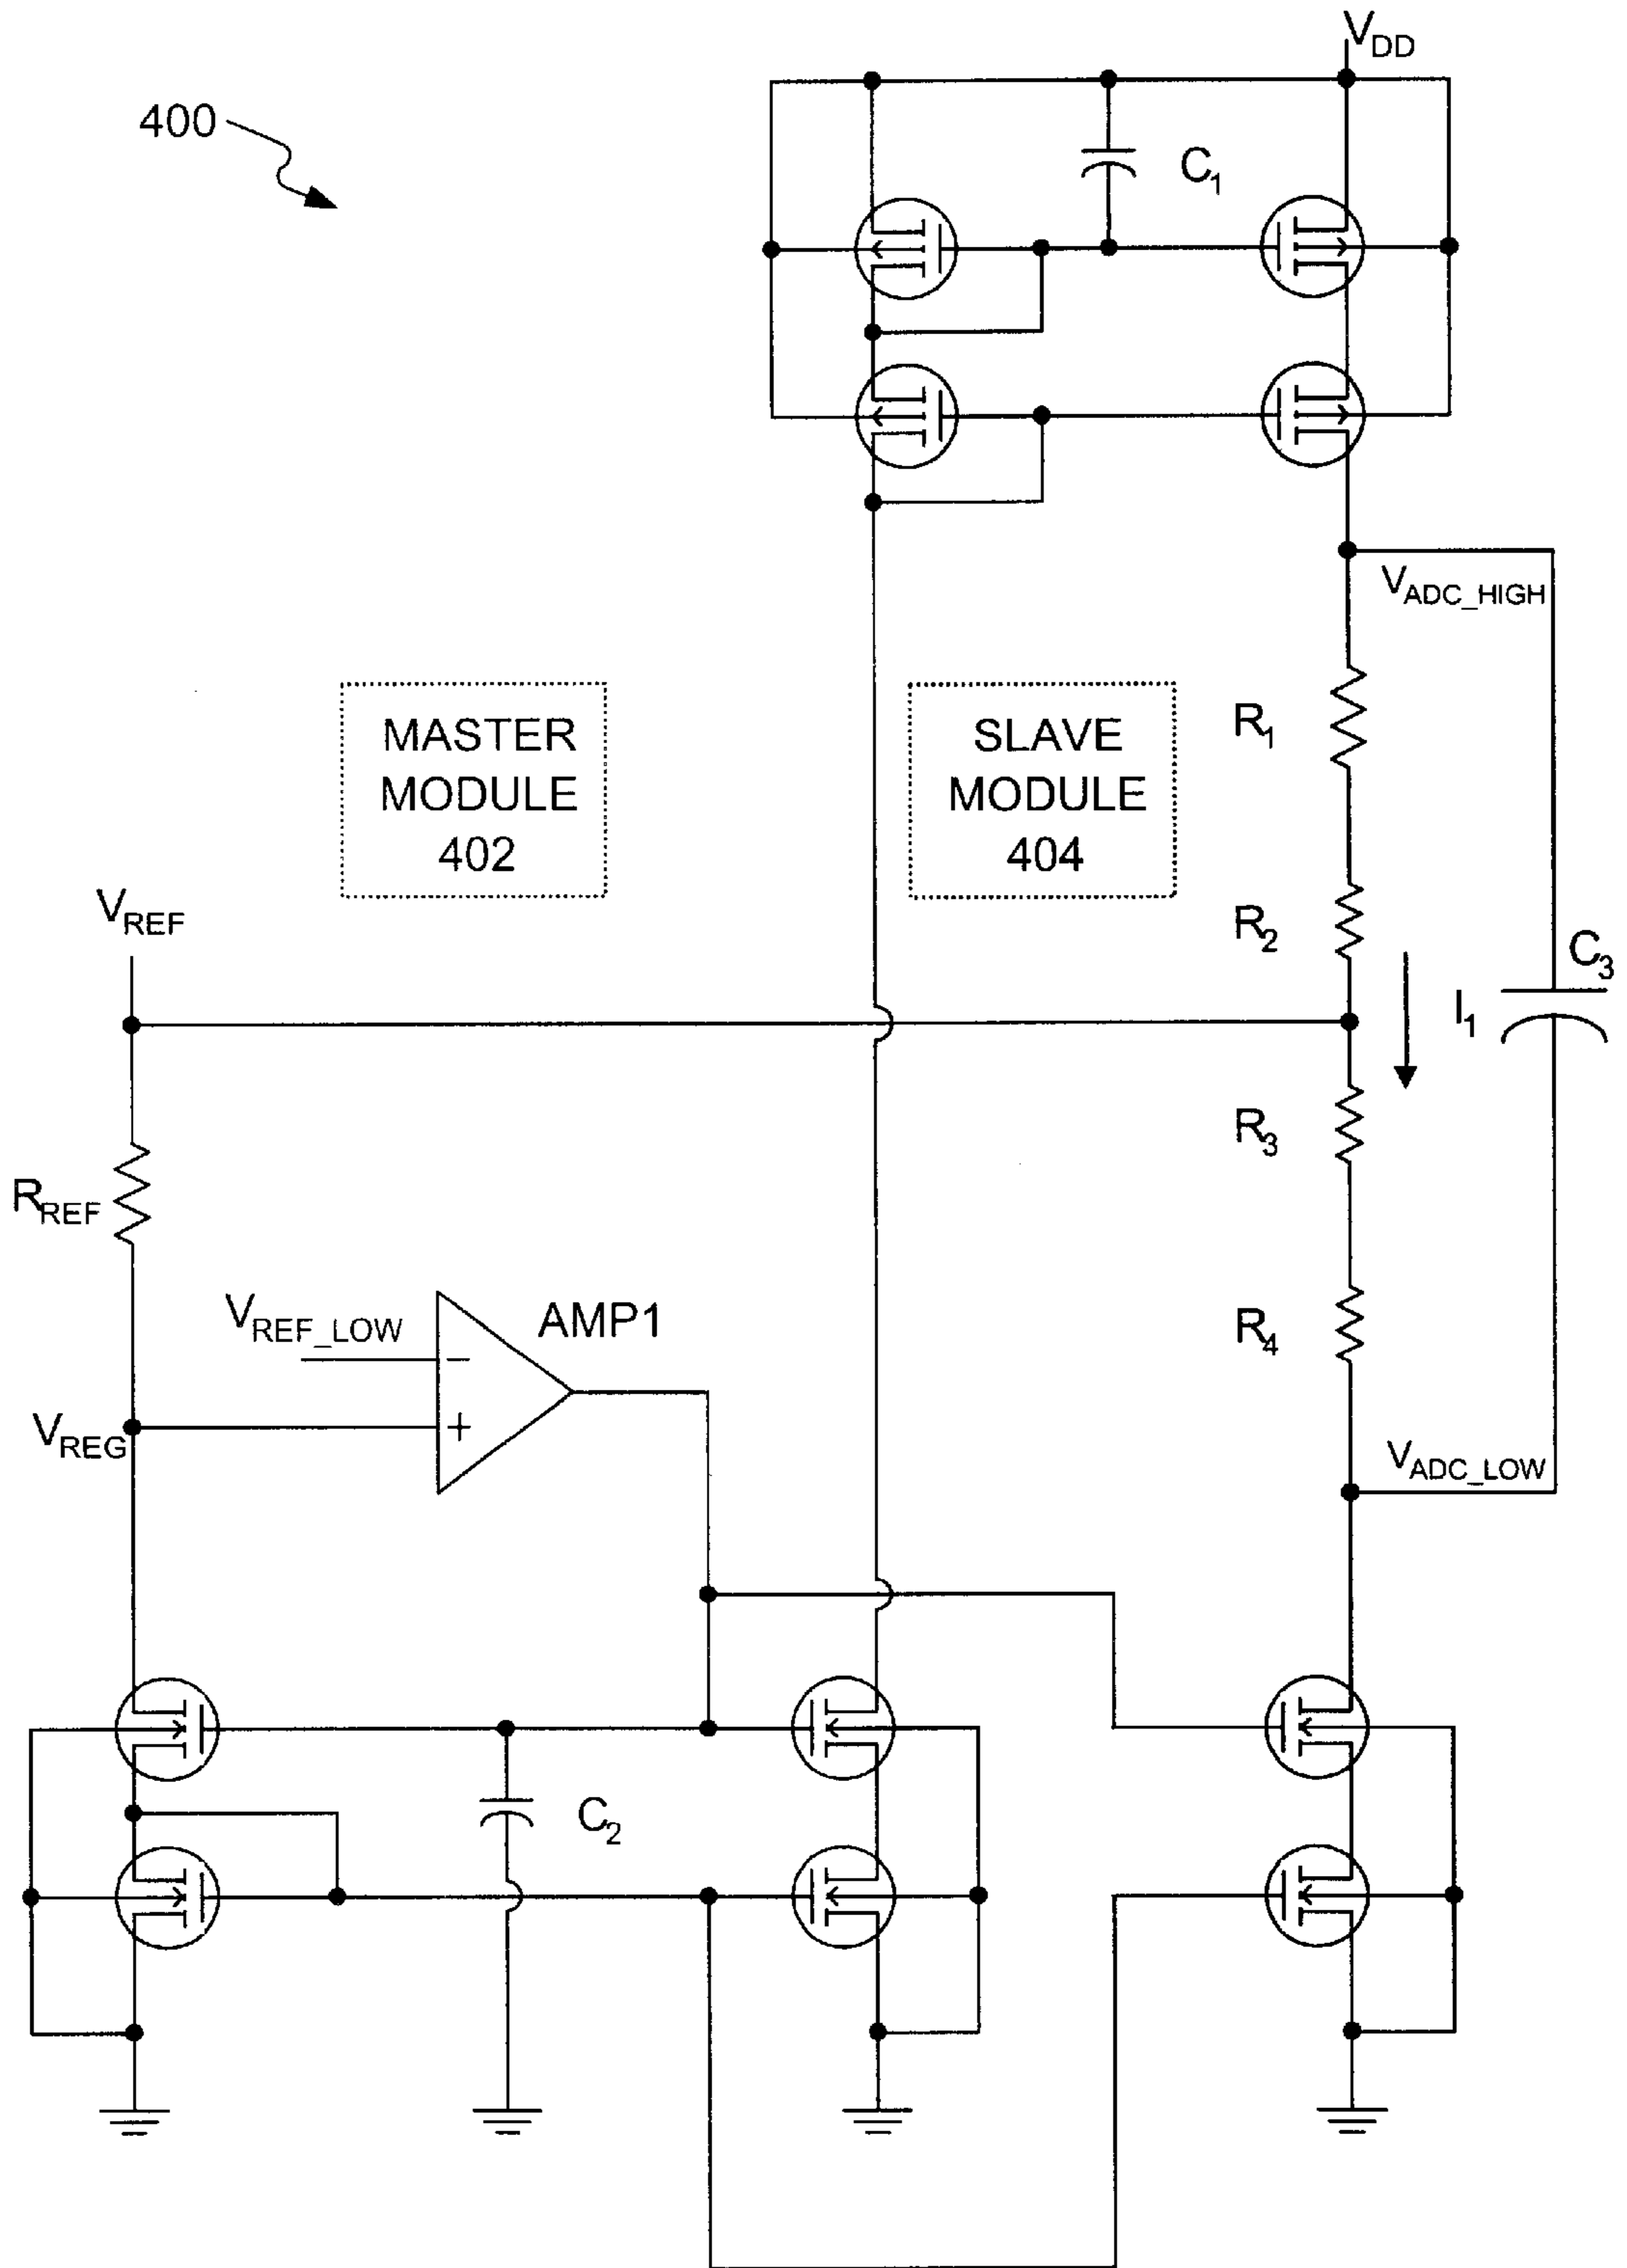 V_DD
400
C_1
V_ADC_HIGH
MASTER
MODULE
402
SLAVE
MODULE
404
R_1
V_REF
R_2
C_3
I_1
R_3
R_REF
V_REF_LOW
AMP1
R_4
−
V_REG
+
V_ADC_LOW
C_2